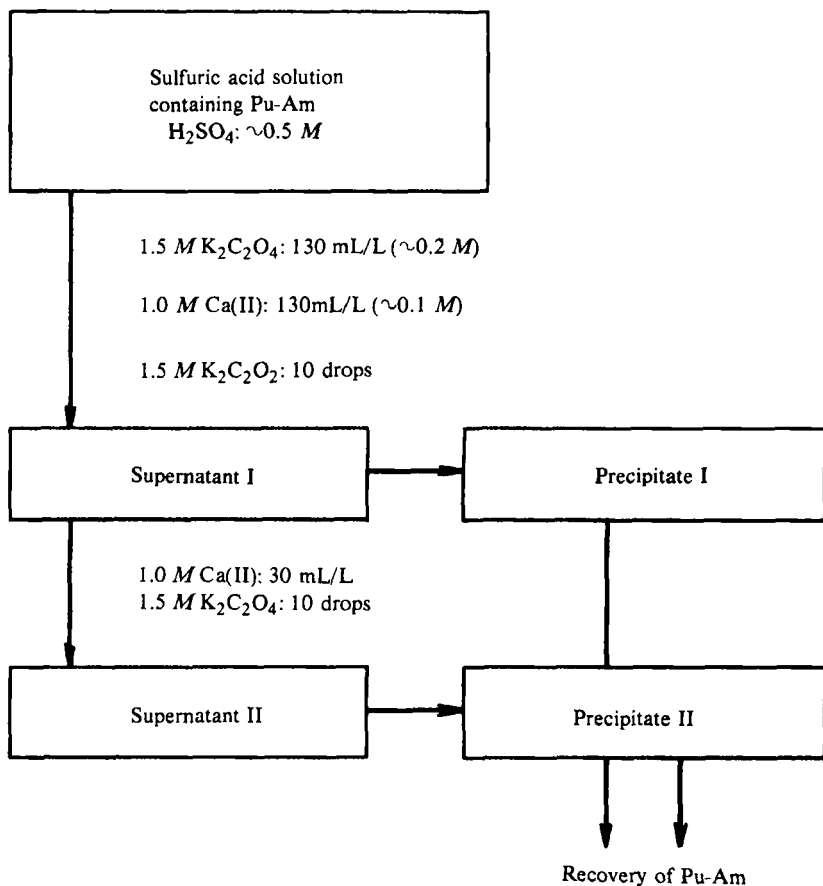 Sulfuric acid solution
containing Pu-Am
H₂SO₄: ~0.5 M
1.5 M K₂C₂O₄: 130 mL/L (~0.2 M)
1.0 M Ca(II): 130mL/L (~0.1 M)
1.5 M K₂C₂O₂: 10 drops
Supernatant I
Precipitate I
1.0 M Ca(II): 30 mL/L
1.5 M K₂C₂O₄: 10 drops
Supernatant II
Precipitate II
Recovery of Pu-Am